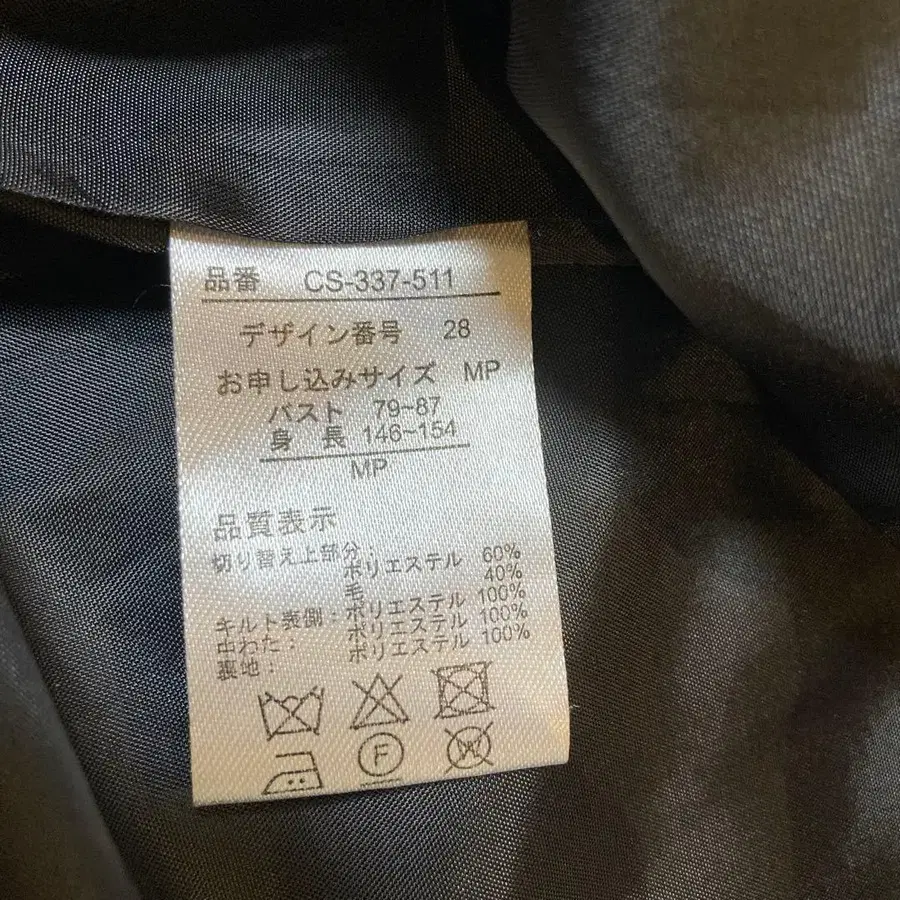 品番 CS-337-511
デザイン番号 28
お申し込みサイズ MP
バスト 79~87
身 長 146~154
MP
品質表示
切り替え上部分:
ポリエステル 60%
毛 40%
キルト表側: ポリエステル 100%
中わた: ポリエステル 100%
裏地: ポリエステル 100%
F
W